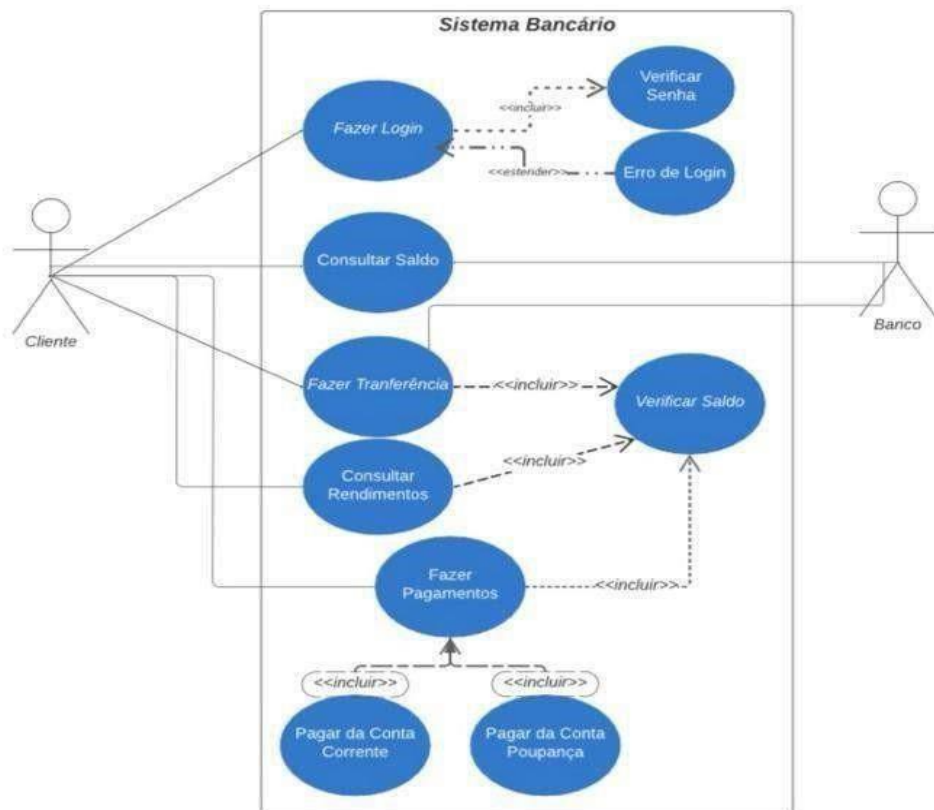 Sistema Bancário
Verificar
Senha
<<incluir>>
Fazer Login
<<estender>>
Erro de Login
Consultar Saldo
Cliente
Banco
Fazer Tranferência
<<incluir>>
Verificar Saldo
<<incluir>>
Consultar
Rendimentos
Fazer
Pagamentos
<<incluir>>
<<incluir>>
<<incluir>>
Pagar da Conta
Corrente
Pagar da Conta
Poupança